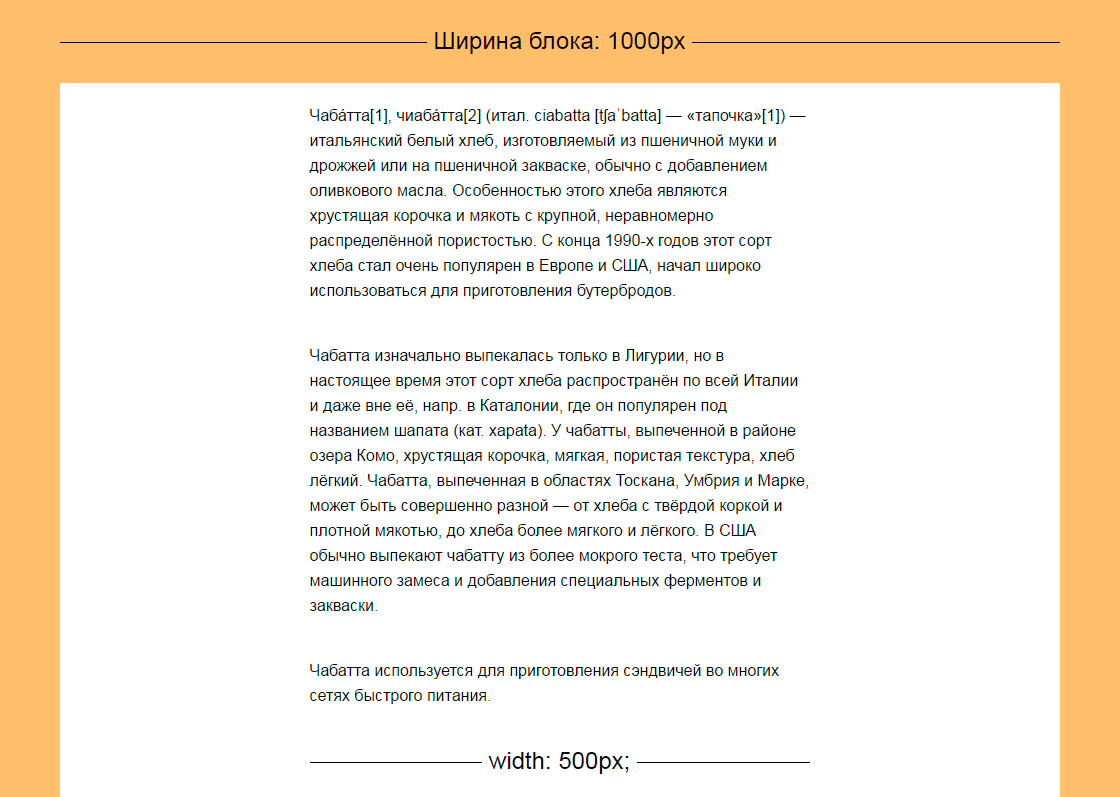 Ширина блока: 1000px
Чаба́тта[1], чиаба́тта[2] (итал. ciabatta [tʃaˈbatta] — «тапочка»[1]) —
итальянский белый хлеб, изготовляемый из пшеничной муки и
дрожжей или на пшеничной закваске, обычно с добавлением
оливкового масла. Особенностью этого хлеба являются
хрустящая корочка и мякоть с крупной, неравномерно
распределённой пористостью. С конца 1990-х годов этот сорт
хлеба стал очень популярен в Европе и США, начал широко
использоваться для приготовления бутербродов.
Чабатта изначально выпекалась только в Лигурии, но в
настоящее время этот сорт хлеба распространён по всей Италии
и даже вне её, напр. в Каталонии, где он популярен под
названием шапата (кат. xapata). У чабатты, выпеченной в районе
озера Комо, хрустящая корочка, мягкая, пористая текстура, хлеб
лёгкий. Чабатта, выпеченная в областях Тоскана, Умбрия и Марке,
может быть совершенно разной — от хлеба с твёрдой коркой и
плотной мякотью, до хлеба более мягкого и лёгкого. В США
обычно выпекают чабатту из более мокрого теста, что требует
машинного замеса и добавления специальных ферментов и
закваски.
Чабатта используется для приготовления сэндвичей во многих
сетях быстрого питания.
width: 500px;